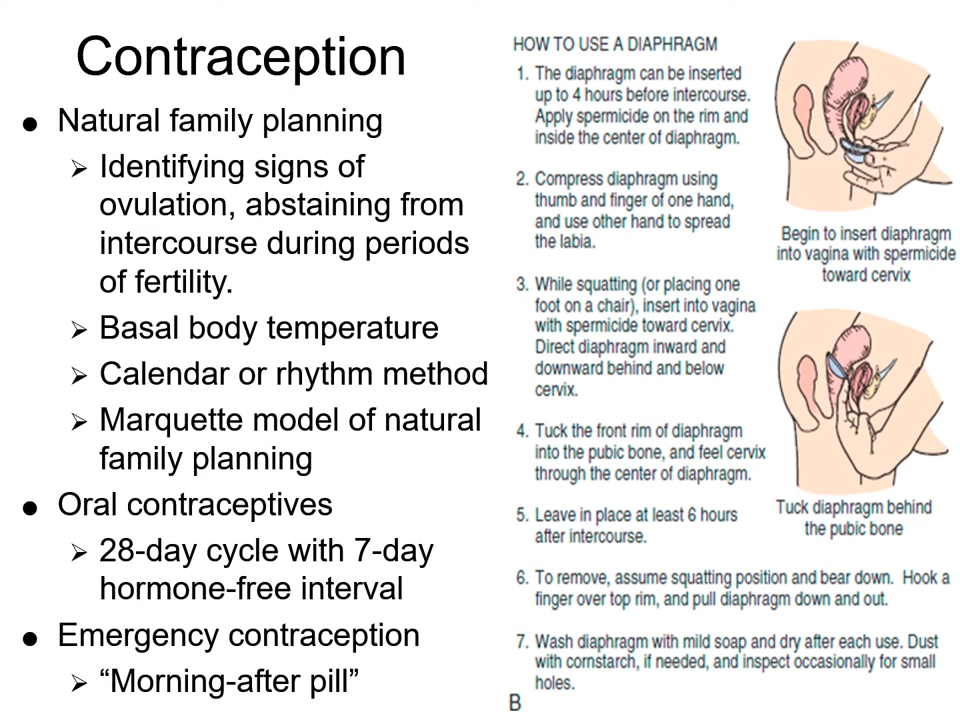 Contraception
● Natural family planning
➢ Identifying signs of
ovulation, abstaining from
intercourse during periods
of fertility.
➢ Basal body temperature
➢ Calendar or rhythm method
➢ Marquette model of natural
family planning
● Oral contraceptives
➢ 28-day cycle with 7-day
hormone-free interval
● Emergency contraception
➢ “Morning-after pill”
HOW TO USE A DIAPHRAGM
1. The diaphragm can be inserted
up to 4 hours before intercourse.
Apply spermicide on the rim and
inside the center of diaphragm.
2. Compress diaphragm using
thumb and finger of one hand,
and use other hand to spread
the labia.
3. While squatting (or placing one
foot on a chair), insert into vagina
with spermicide toward cervix.
Direct diaphragm inward and
downward behind and below
cervix.
4. Tuck the front rim of diaphragm
into the pubic bone, and feel cervix
through the center of diaphragm.
5. Leave in place at least 6 hours
after intercourse.
6. To remove, assume squatting position and bear down. Hook a
finger over top rim, and pull diaphragm down and out.
7. Wash diaphragm with mild soap and dry after each use. Dust
with cornstarch, if needed, and inspect occasionally for small
holes.
Begin to insert diaphragm
into vagina with spermicide
toward cervix
Tuck diaphragm behind
the pubic bone
B